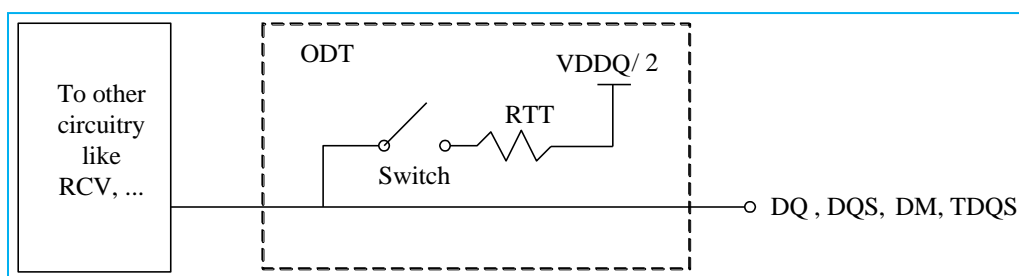 ODT
VDDQ/ 2
To other
circuitry
like
RCV, ...
RTT
Switch
DQ , DQS, DM, TDQS